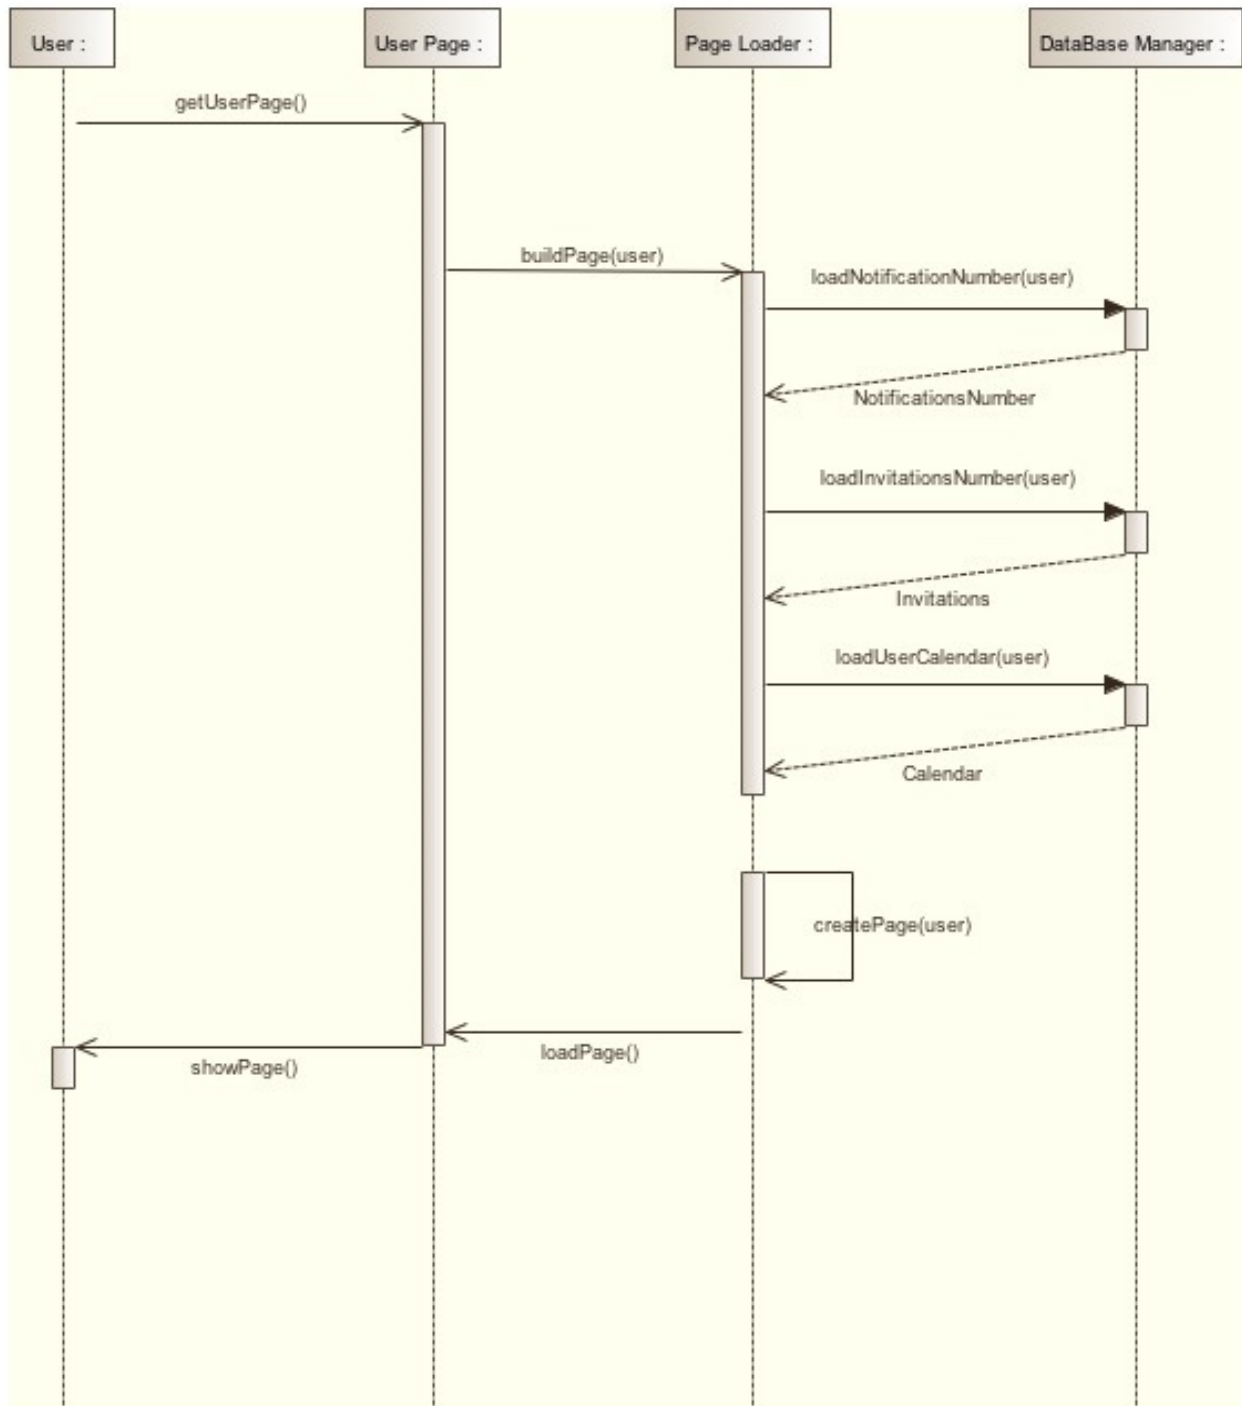 User :
User Page :
Page Loader :
DataBase Manager :
getUserPage()
buildPage(user)
loadNotificationNumber(user)
NotificationsNumber
loadInvitationsNumber(user)
Invitations
loadUserCalendar(user)
Calendar
createPage(user)
loadPage()
showPage()